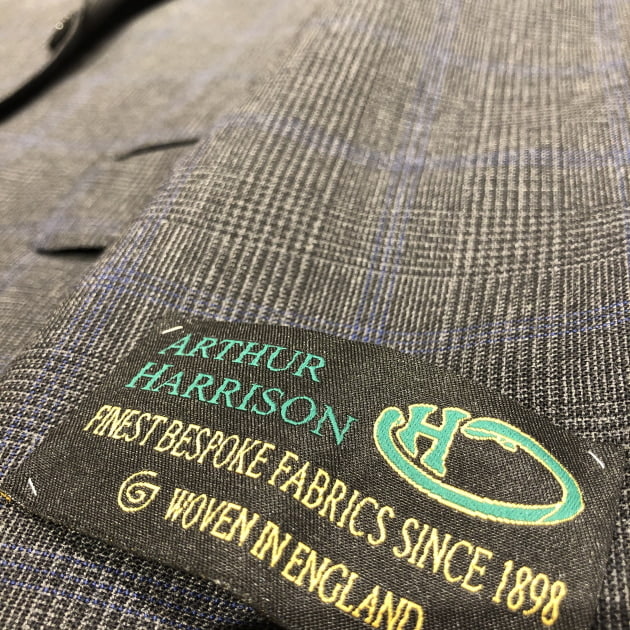 ARTHUR
HARRISON
H
FINEST BESPOKE FABRICS SINCE 1898
WOVEN IN ENGLAND